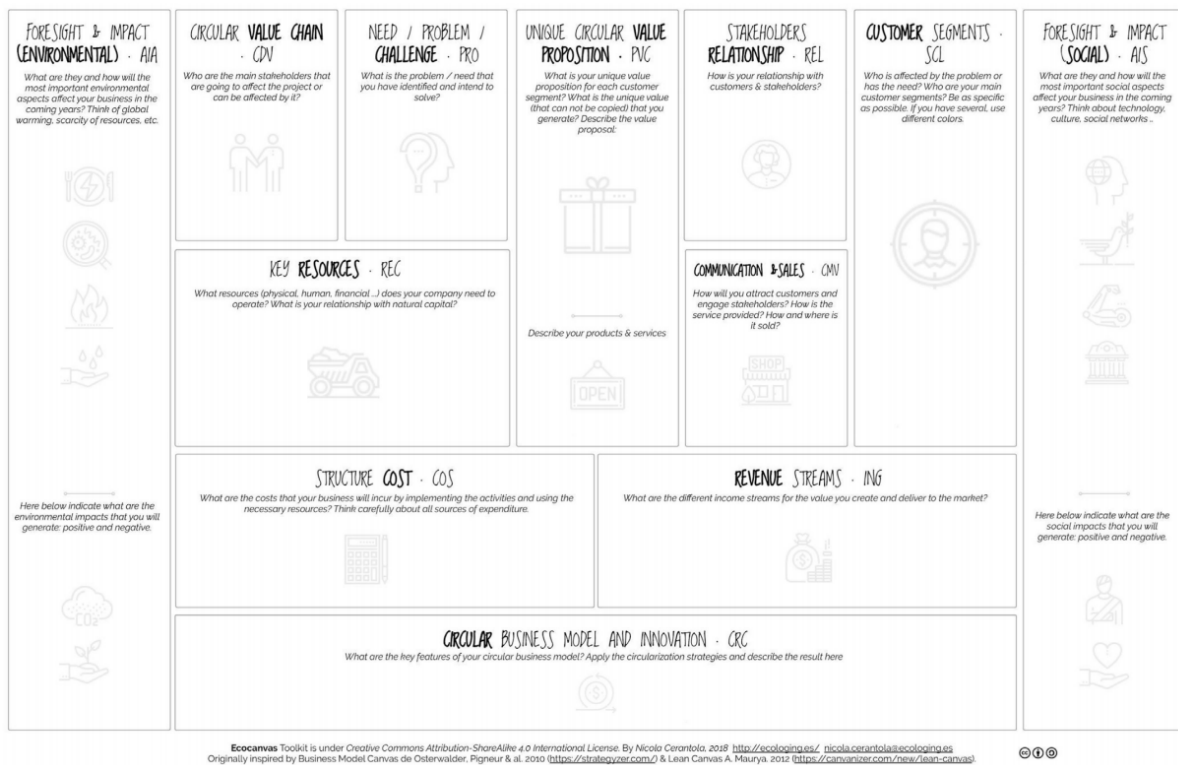 FORESIGHT & IMPACT
(ENVIRONMENTAL) · AIA
What are they and how will the
most important environmental
aspects affect your business in the
coming years? Think of global
warming, scarcity of resources, etc.
Here below indicate what are the
environmental impacts that you will
generate: positive and negative.
CO2
CIRCULAR VALUE CHAIN
· CDV
Who are the main stakeholders that
are going to affect the project or
can be affected by it?
NEED / PROBLEM /
CHALLENGE · PRO
What is the problem / need that
you have identified and intend to
solve?
UNIQUE CIRCULAR VALUE
PROPOSITION · PVC
What is your unique value
proposition for each customer
segment? What is the unique value
(that can not be copied) that you
generate? Describe the value
proposal:
Describe your products & services
OPEN
STAKEHOLDERS
RELATIONSHIP · REL
How is your relationship with
customers & stakeholders?
CUSTOMER SEGMENTS ·
SCL
Who is affected by the problem or
has the need? Who are your main
customer segments? Be as specific
as possible. If you have several, use
different colors.
FORESIGHT & IMPACT
(SOCIAL) · AIS
What are they and how will the
most important social aspects
affect your business in the coming
years? Think about technology,
culture, social networks ..
Here below indicate what are the
social impacts that you will
generate: positive and negative.
KEY RESOURCES · REC
What resources (physical, human, financial ...) does your company need to
operate? What is your relationship with natural capital?
COMMUNICATION & SALES · CMV
How will you attract customers and
engage stakeholders? How is the
service provided? How and where is
it sold?
SHOP
STRUCTURE COST · COS
What are the costs that your business will incur by implementing the activities and using the
necessary resources? Think carefully about all sources of expenditure.
REVENUE STREAMS · ING
What are the different income streams for the value you create and deliver to the market?
CIRCULAR BUSINESS MODEL AND INNOVATION · CRC
What are the key features of your circular business model? Apply the circularization strategies and describe the result here
Ecocanvas Toolkit is under Creative Commons Attribution-ShareAlike 4.0 International License. By Nicola Cerantola, 2018 http://ecologing.es/ nicola.cerantola@ecologing.es
Originally inspired by Business Model Canvas de Osterwalder, Pigneur & al. 2010 (https://strategyzer.com/) & Lean Canvas A. Maurya. 2012 (https://canvanizer.com/new/lean-canvas).